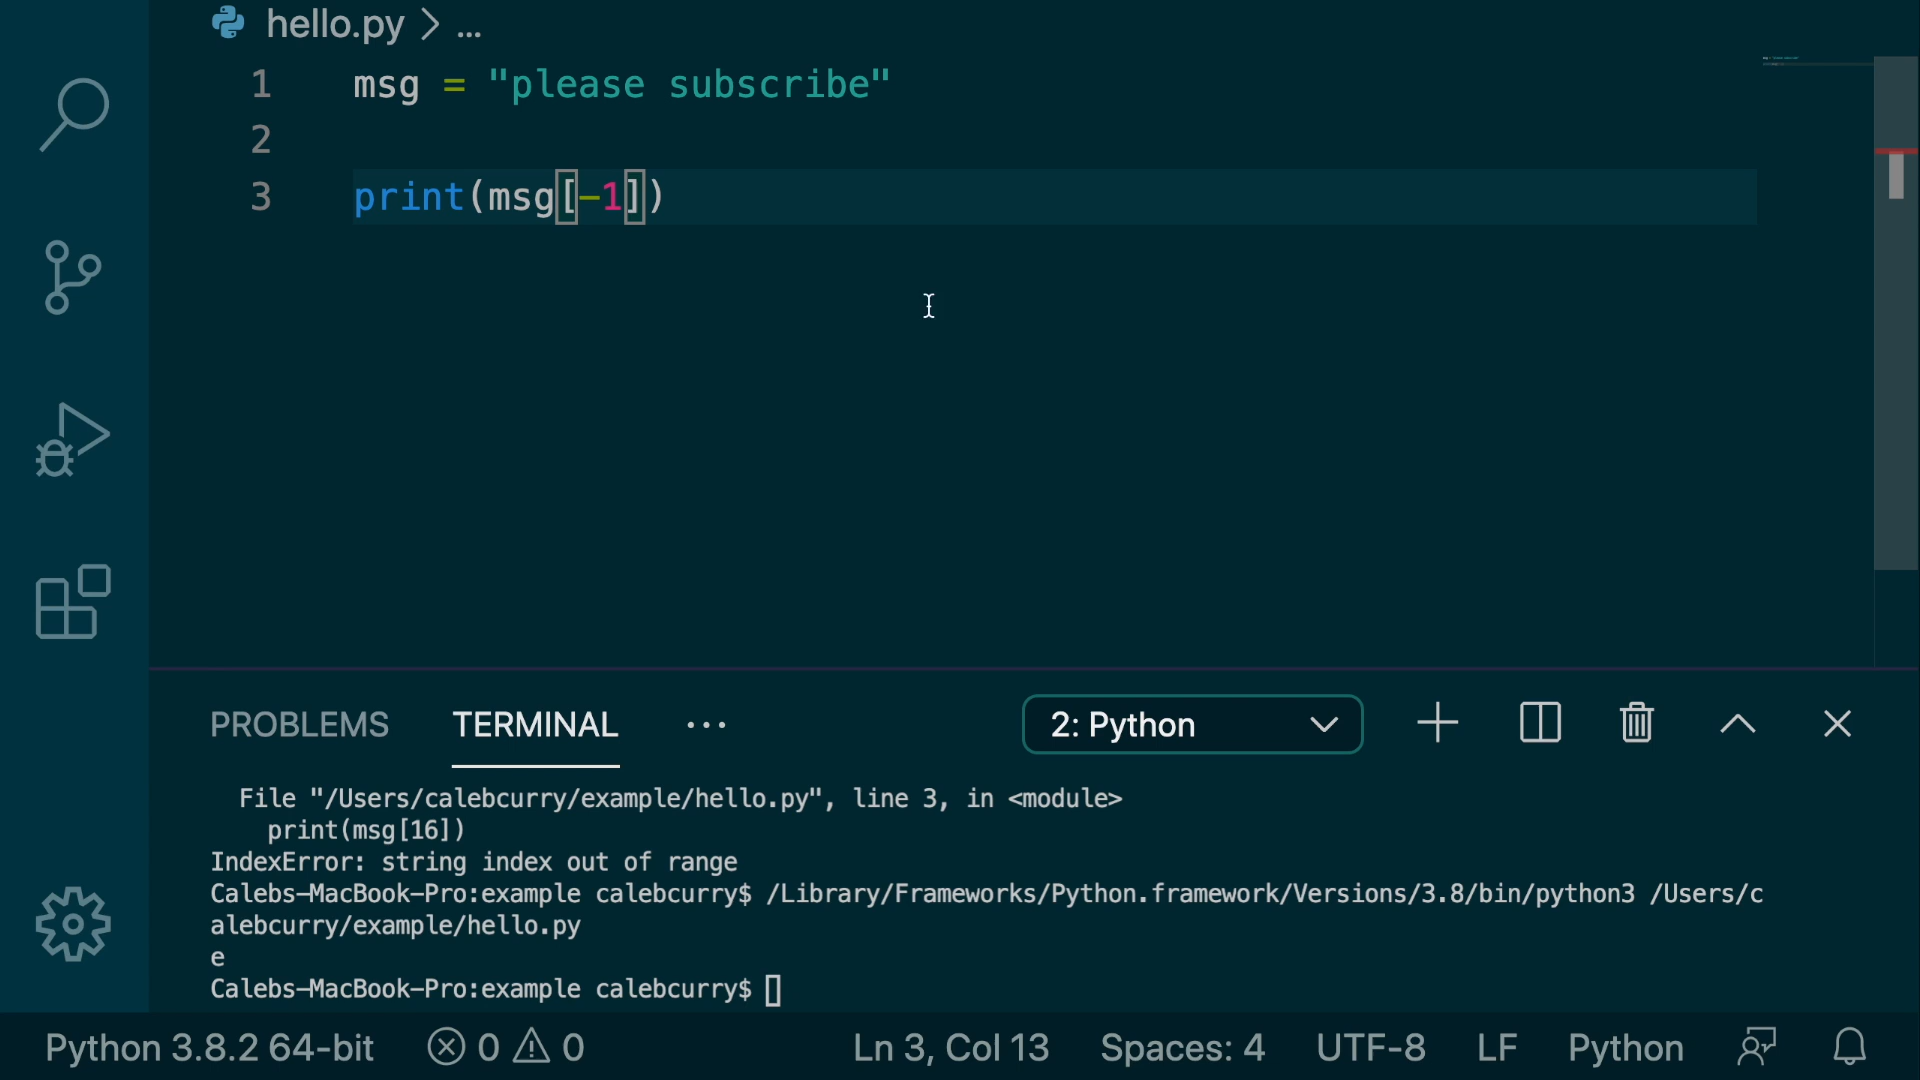 hello.py > ...
1 msg = "please subscribe"
2
3 print(msg[-1])
PROBLEMS TERMINAL ... 2: Python
File "/Users/calebcurry/example/hello.py", line 3, in <module>
print(msg[16])
IndexError: string index out of range
Calebs-MacBook-Pro:example calebcurry$ /Library/Frameworks/Python.framework/Versions/3.8/bin/python3 /Users/c
alebcurry/example/hello.py
e
Calebs-MacBook-Pro:example calebcurry$
Python 3.8.2 64-bit 0 0 Ln 3, Col 13 Spaces: 4 UTF-8 LF Python